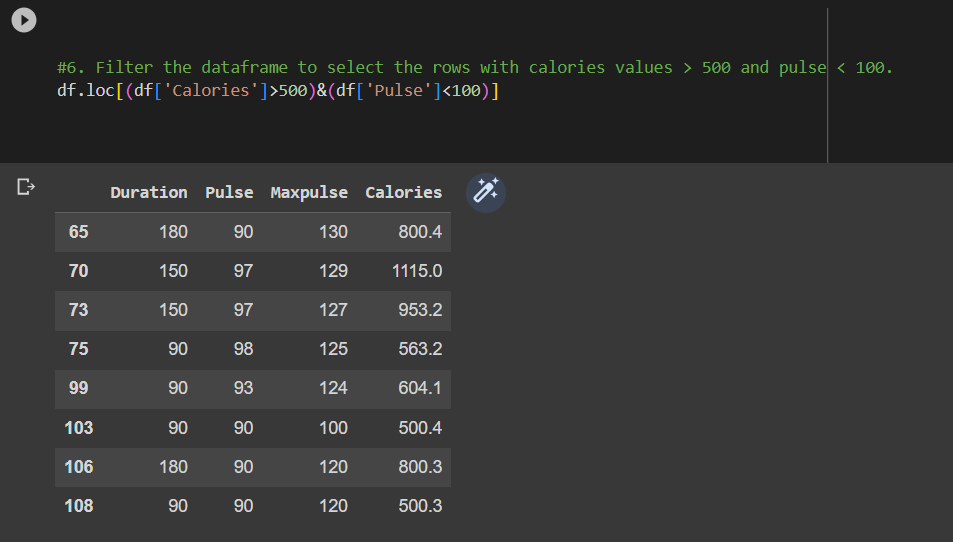 #6. Filter the dataframe to select the rows with calories values > 500 and pulse < 100.
df.loc[(df['Calories']>500)&(df['Pulse']<100)]
Duration Pulse Maxpulse Calories
65 180 90 130 800.4
70 150 97 129 1115.0
73 150 97 127 953.2
75 90 98 125 563.2
99 90 93 124 604.1
103 90 90 100 500.4
106 180 90 120 800.3
108 90 90 120 500.3